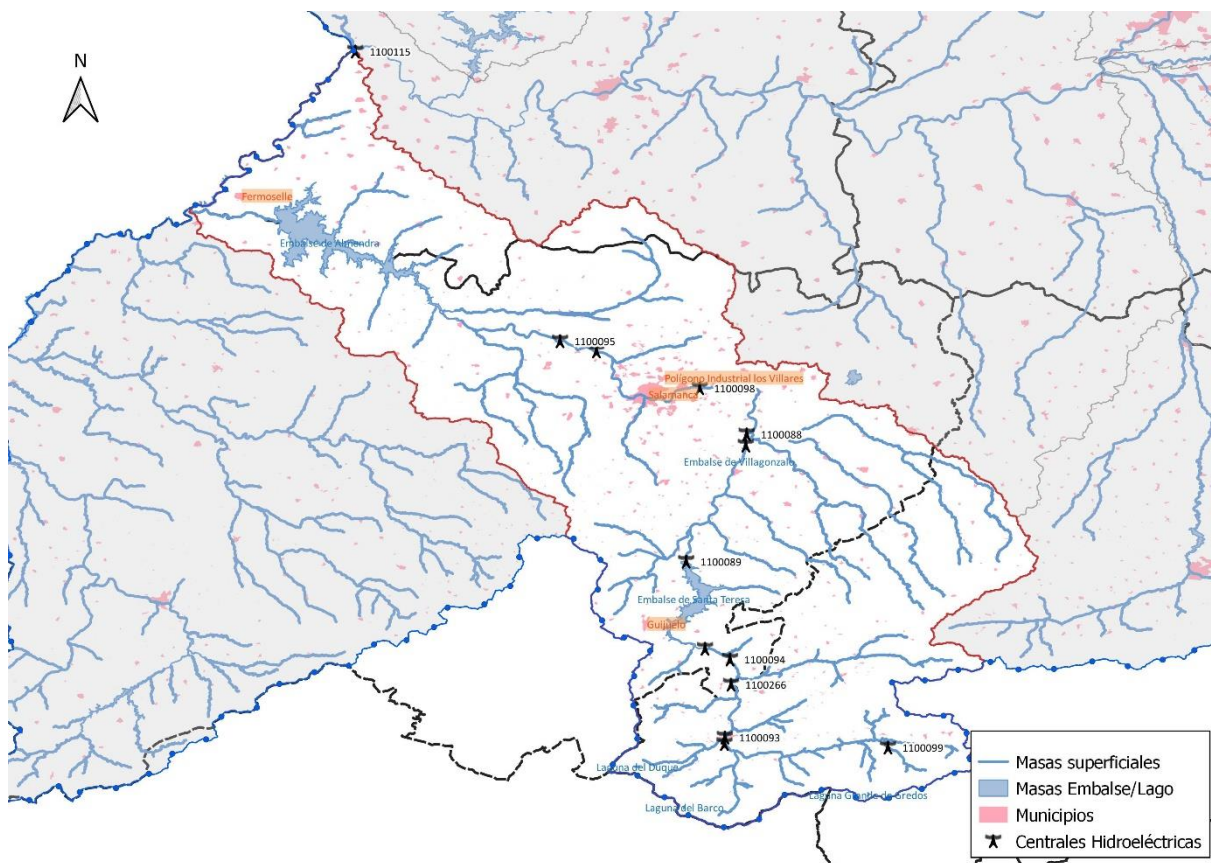 1100115
N
Fermoselle
Embalse de Almendra
1100095
Polígono Industrial los Villares
1100098
Salamanca
1100088
Embalse de Villagonzalo
1100089
Embalse de Santa Teresa
Guijuelo
1100094
1100266
1100093
1100099
Laguna del Duque
Laguna Grande de Gredos
Laguna del Barco
Masas superficiales
Masas Embalse/Lago
Municipios
Centrales Hidroeléctricas